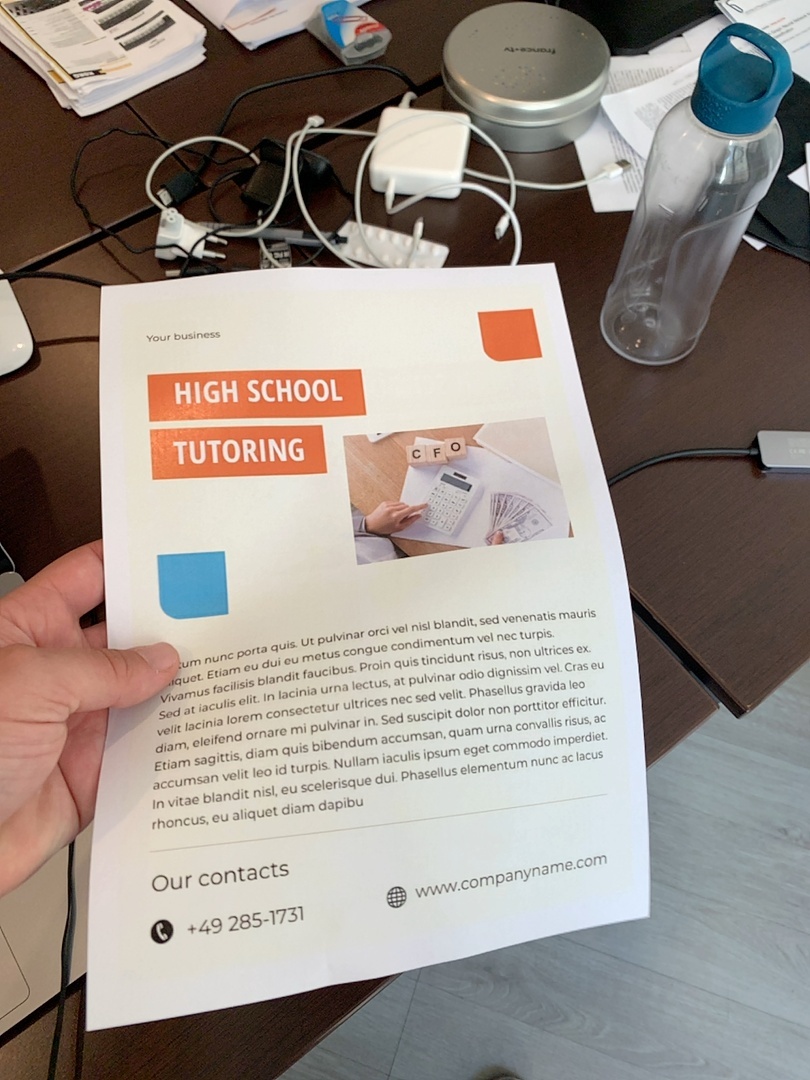 Your business
HIGH SCHOOL
TUTORING
C F O
nunc porta quis. Ut pulvinar orci vel nisl blandit, sed venenatis mauris
Etiam eu dui eu metus congue condimentum vel nec turpis.
Vivamus facilisis blandit faucibus. Proin quis tincidunt risus, non ultrices ex.
Sed at iaculis elit. In lacinia urna lectus, at pulvinar odio dignissim vel. Cras eu
velit lacinia lorem consectetur ultrices nec sed velit. Phasellus gravida leo
diam, eleifend ornare mi pulvinar in. Sed suscipit dolor non porttitor efficitur.
Etiam sagittis, diam quis bibendum accumsan, quam urna convallis risus, ac
accumsan velit leo id turpis. Nullam iaculis ipsum eget commodo imperdiet.
In vitae blandit nisl, eu scelerisque dui. Phasellus elementum nunc ac lacus
rhoncus, eu aliquet diam dapibu
Our contacts
+49 285-1731
www.companyname.com
france•tv